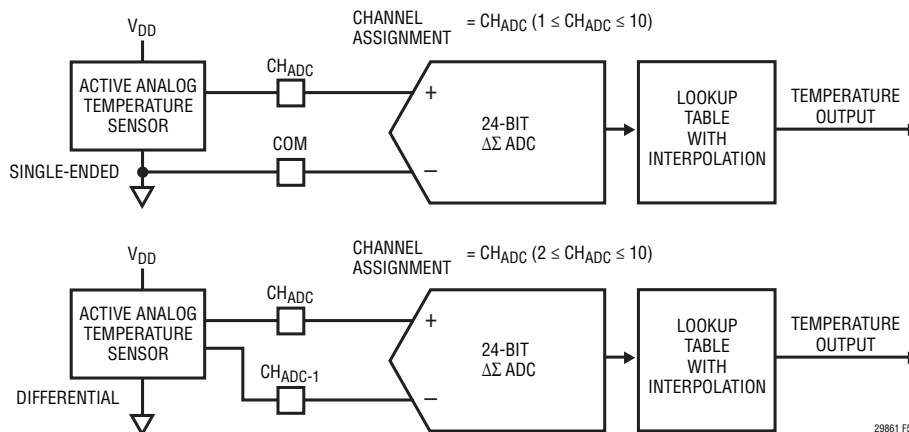 CHANNEL
ASSIGNMENT = CH_ADC (1 ≤ CH_ADC ≤ 10)
V_DD
ACTIVE ANALOG
TEMPERATURE
SENSOR
CH_ADC
+
COM
–
SINGLE-ENDED
24-BIT
ΔΣ ADC
LOOKUP
TABLE
WITH
INTERPOLATION
TEMPERATURE
OUTPUT
CHANNEL
ASSIGNMENT = CH_ADC (2 ≤ CH_ADC ≤ 10)
V_DD
ACTIVE ANALOG
TEMPERATURE
SENSOR
CH_ADC
+
CH_ADC-1
–
DIFFERENTIAL
24-BIT
ΔΣ ADC
LOOKUP
TABLE
WITH
INTERPOLATION
TEMPERATURE
OUTPUT